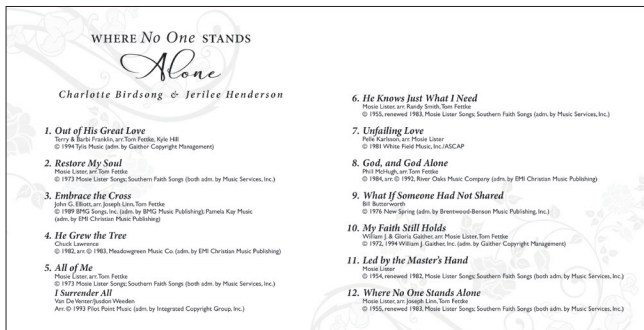 WHERE No One STANDS
Alone
Charlotte Birdsong & Jerilee Henderson
1. Out of His Great Love
Terry & Barbi Franklin, arr. Tom Fettke, Kyle Hill
© 1994 Tylis Music (adm. by Gaither Copyright Management)
2. Restore My Soul
Mosie Lister, arr. Tom Fettke
© 1973 Mosie Lister Songs; Southern Faith Songs (both adm. by Music Services, Inc.)
3. Embrace the Cross
John G. Elliott, arr. Joseph Linn, Tom Fettke
© 1989 BMG Songs, Inc. (adm. by BMG Music Publishing); Pamela Kay Music
(adm. by EMI Christian Music Publishing)
4. He Grew the Tree
Chuck Lawrence
© 1982, arr. © 1983, Meadowgreen Music Co. (adm. by EMI Christian Music Publishing)
5. All of Me
Mosie Lister, arr. Tom Fettke
© 1973 Mosie Lister Songs; Southern Faith Songs (both adm. by Music Services, Inc.)
I Surrender All
Van De Venter/Jusdon Weeden
Arr. © 1993 Pilot Point Music (adm. by Integrated Copyright Group, Inc.)
6. He Knows Just What I Need
Mosie Lister, arr. Randy Smith, Tom Fettke
© 1955, renewed 1983, Mosie Lister Songs; Southern Faith Songs (adm. by Music Services, Inc.)
7. Unfailing Love
Pelle Karlsson, arr. Mosie Lister
© 1981 White Field Music, Inc./ASCAP
8. God, and God Alone
Phill McHugh, arr. Tom Fettke
© 1984, arr. © 1992, River Oaks Music Company (adm. by EMI Christian Music Publishing)
9. What If Someone Had Not Shared
Bill Butterworth
© 1976 New Spring (adm. by Brentwood-Benson Music Publishing, Inc.)
10. My Faith Still Holds
William J. & Gloria Gaither, arr. Mosie Lister, Tom Fettke
© 1972, 1994 William J. Gaither, Inc. (adm. by Gaither Copyright Management)
11. Led by the Master's Hand
Mosie Lister
© 1954, renewed 1982, Mosie Lister Songs; Southern Faith Songs (both adm. by Music Services, Inc.)
12. Where No One Stands Alone
Mosie Lister, arr. Joseph Linn, Tom Fettke
© 1955, renewed 1983, Mosie Lister Songs; Southern Faith Songs (both adm. by Music Services, Inc.)